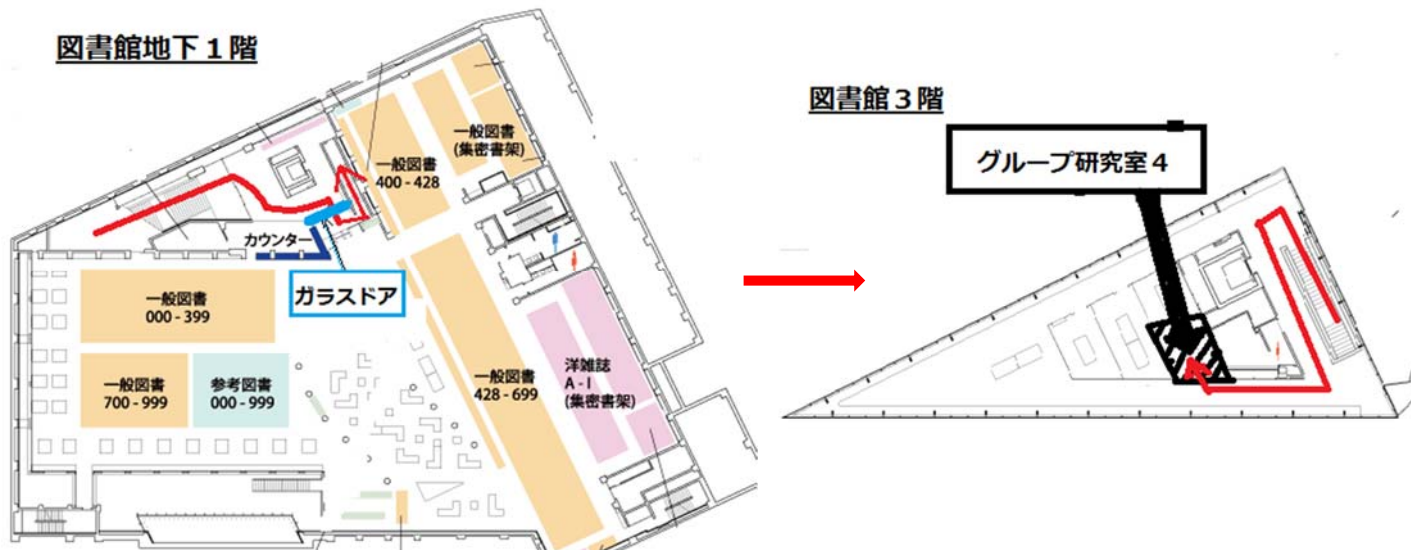 図書館地下１階
一般図書
(集密書架)
一般図書
400 - 428
カウンター
ガラスドア
一般図書
000 - 399
一般図書
700 - 999
参考図書
000 - 999
一般図書
428 - 699
洋雑誌
A - I
(集密書架)
図書館３階
グループ研究室４